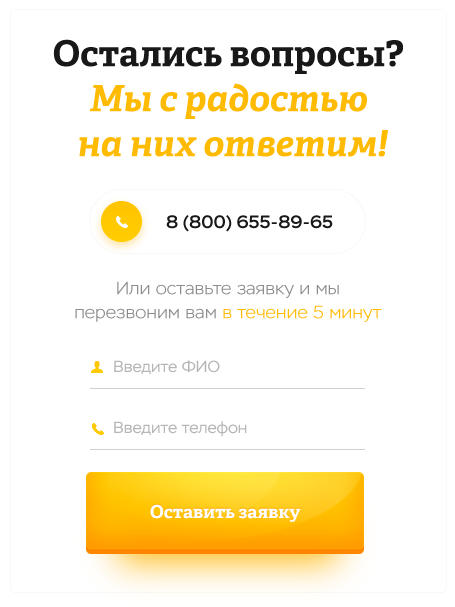 Остались вопросы?
Мы с радостью
на них ответим!
8 (800) 655-89-65
Или оставьте заявку и мы
перезвоним вам в течение 5 минут
Введите ФИО
Введите телефон
Оставить заявку